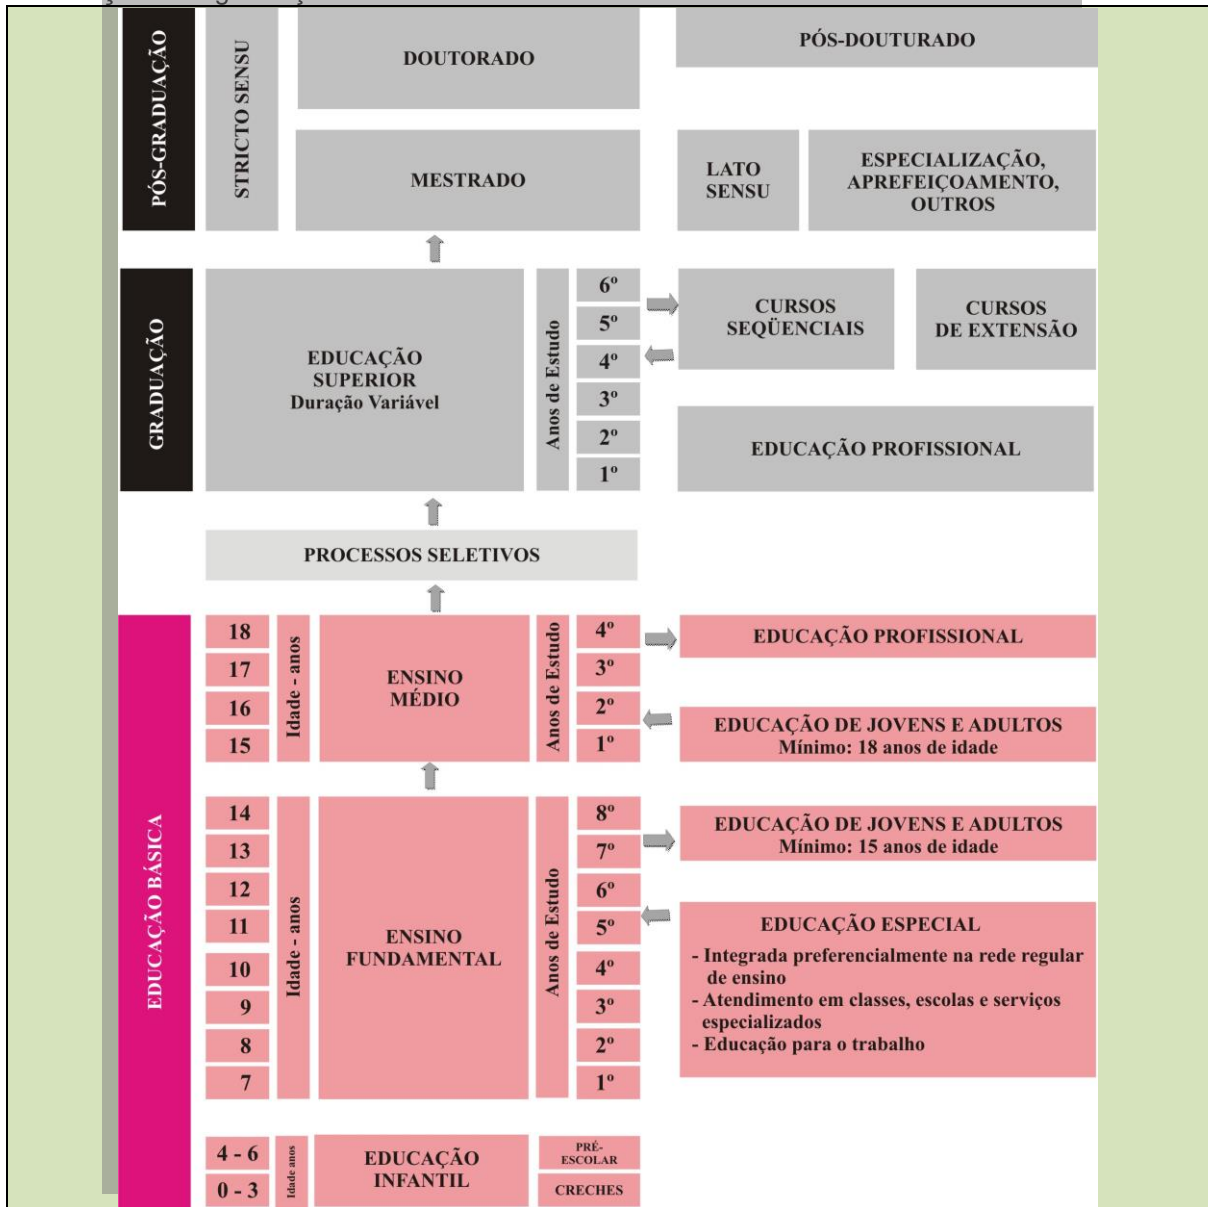 PÓS-GRADUAÇÃO
STRICTO SENSU
DOUTORADO
PÓS-DOUTURADO
MESTRADO
LATO
SENSU
ESPECIALIZAÇÃO,
APREFEIÇOAMENTO,
OUTROS
GRADUAÇÃO
EDUCAÇÃO
SUPERIOR
Duração Variável
Anos de Estudo
6º
5º
4º
3º
2º
1º
CURSOS
SEQÜENCIAIS
CURSOS
DE EXTENSÃO
EDUCAÇÃO PROFISSIONAL
PROCESSOS SELETIVOS
EDUCAÇÃO BÁSICA
18
17
16
15
Idade - anos
ENSINO
MÉDIO
Anos de Estudo
4º
3º
2º
1º
EDUCAÇÃO PROFISSIONAL
EDUCAÇÃO DE JOVENS E ADULTOS
Mínimo: 18 anos de idade
14
13
12
11
10
9
8
7
Idade - anos
ENSINO
FUNDAMENTAL
Anos de Estudo
8º
7º
6º
5º
4º
3º
2º
1º
EDUCAÇÃO DE JOVENS E ADULTOS
Mínimo: 15 anos de idade
EDUCAÇÃO ESPECIAL
- Integrada preferencialmente na rede regular
de ensino
- Atendimento em classes, escolas e serviços
especializados
- Educação para o trabalho
4 - 6
0 - 3
Idade anos
EDUCAÇÃO
INFANTIL
PRÉ-
ESCOLAR
CRECHES